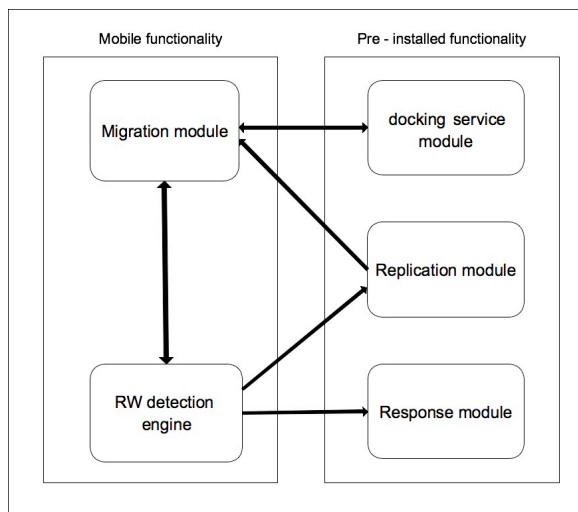 Mobile functionality
Pre - installed functionality
Migration module
docking service
module
Replication module
RW detection
engine
Response module